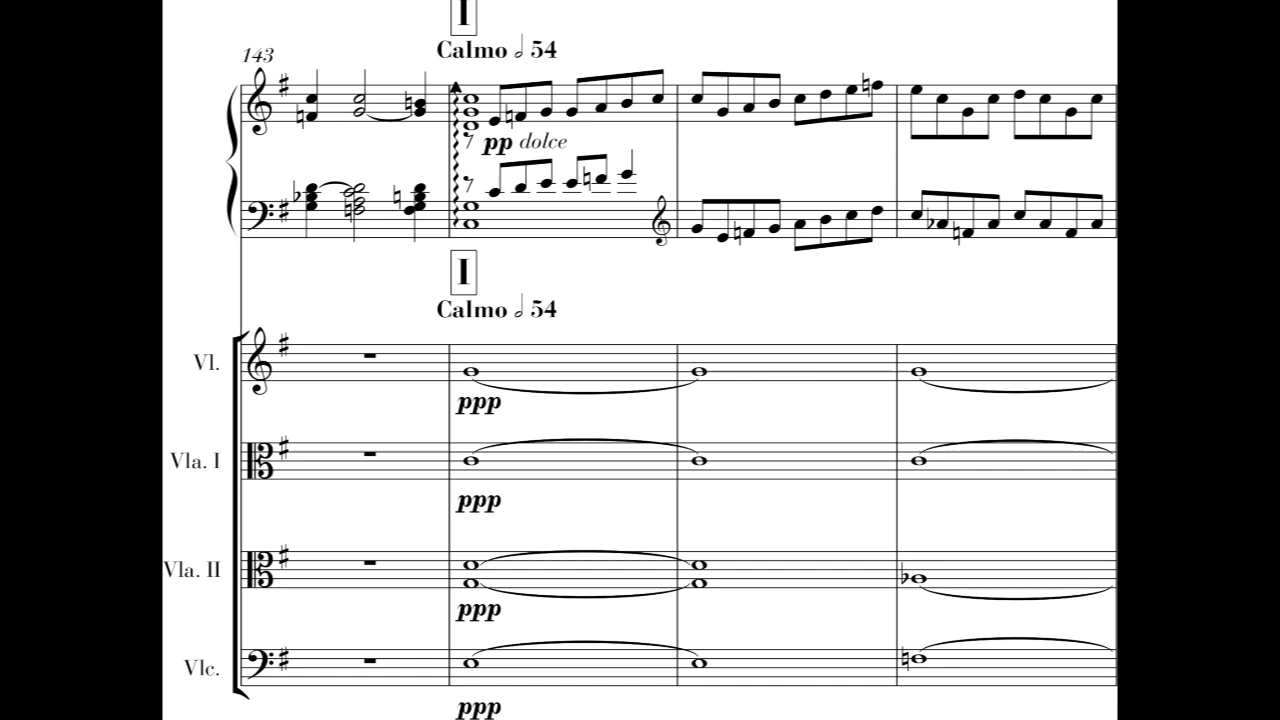 I
Calmo 𝅗𝅥 54
143
pp dolce
I
Calmo 𝅗𝅥 54
Vl.
ppp
Vla. I
ppp
Vla. II
ppp
Vlc.
ppp